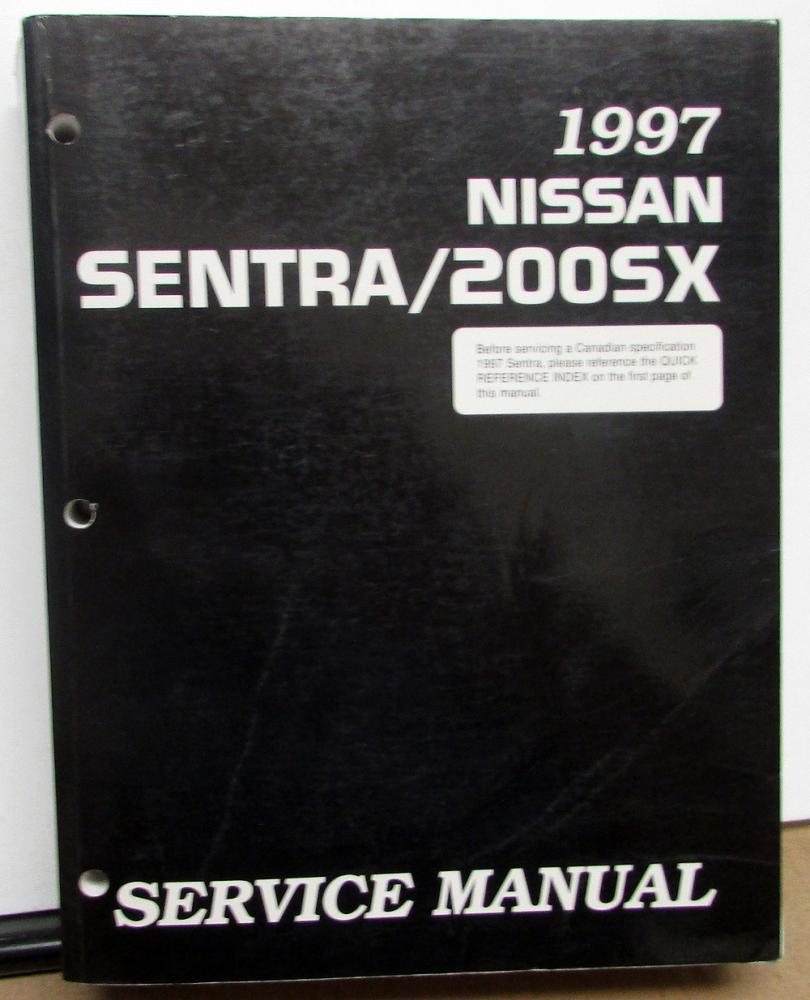 1997
NISSAN
SENTRA/200SX
Before servicing a Canadian specification
1997 Sentra, please reference the QUICK
REFERENCE INDEX on the first page of
this manual.
SERVICE MANUAL